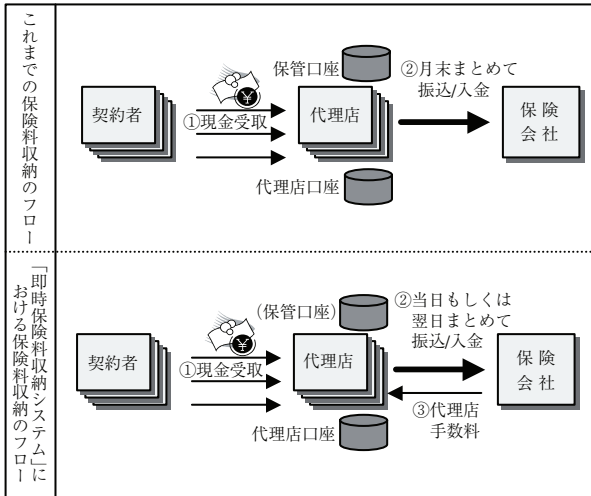 これまでの保険料収納のフロー
保管口座
②月末まとめて
振込/入金
¥
契約者
①現金受取
代理店
保険
会社
代理店口座
「即時保険料収納システム」に
おける保険料収納のフロー
(保管口座)
②当日もしくは
翌日まとめて
振込/入金
¥
契約者
①現金受取
代理店
保険
会社
③代理店
手数料
代理店口座